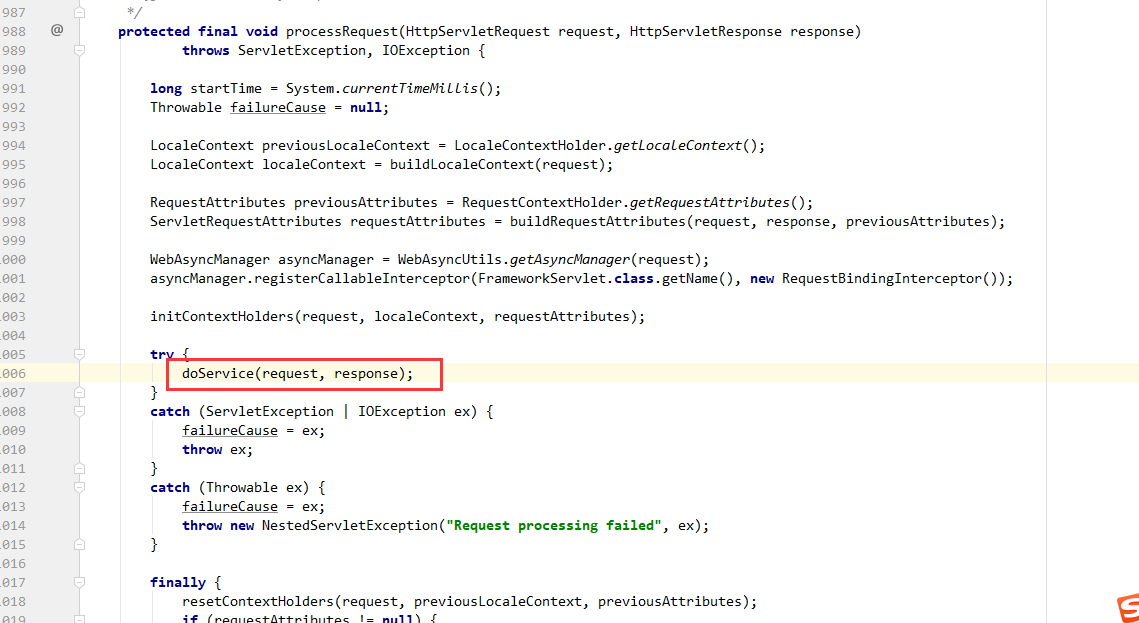 987 */
988 @ protected final void processRequest(HttpServletRequest request, HttpServletResponse response)
989 throws ServletException, IOException {
990
991 long startTime = System.currentTimeMillis();
992 Throwable failureCause = null;
993
994 LocaleContext previousLocaleContext = LocaleContextHolder.getLocaleContext();
995 LocaleContext localeContext = buildLocaleContext(request);
996
997 RequestAttributes previousAttributes = RequestContextHolder.getRequestAttributes();
998 ServletRequestAttributes requestAttributes = buildRequestAttributes(request, response, previousAttributes);
999
000 WebAsyncManager asyncManager = WebAsyncUtils.getAsyncManager(request);
001 asyncManager.registerCallableInterceptor(FrameworkServlet.class.getName(), new RequestBindingInterceptor());
002
003 initContextHolders(request, localeContext, requestAttributes);
004
005 try {
006 doService(request, response);
007 }
008 catch (ServletException | IOException ex) {
009 failureCause = ex;
010 throw ex;
011 }
012 catch (Throwable ex) {
013 failureCause = ex;
014 throw new NestedServletException("Request processing failed", ex);
015 }
016
017 finally {
018 resetContextHolders(request, previousLocaleContext, previousAttributes);
019 if (requestAttributes != null) {